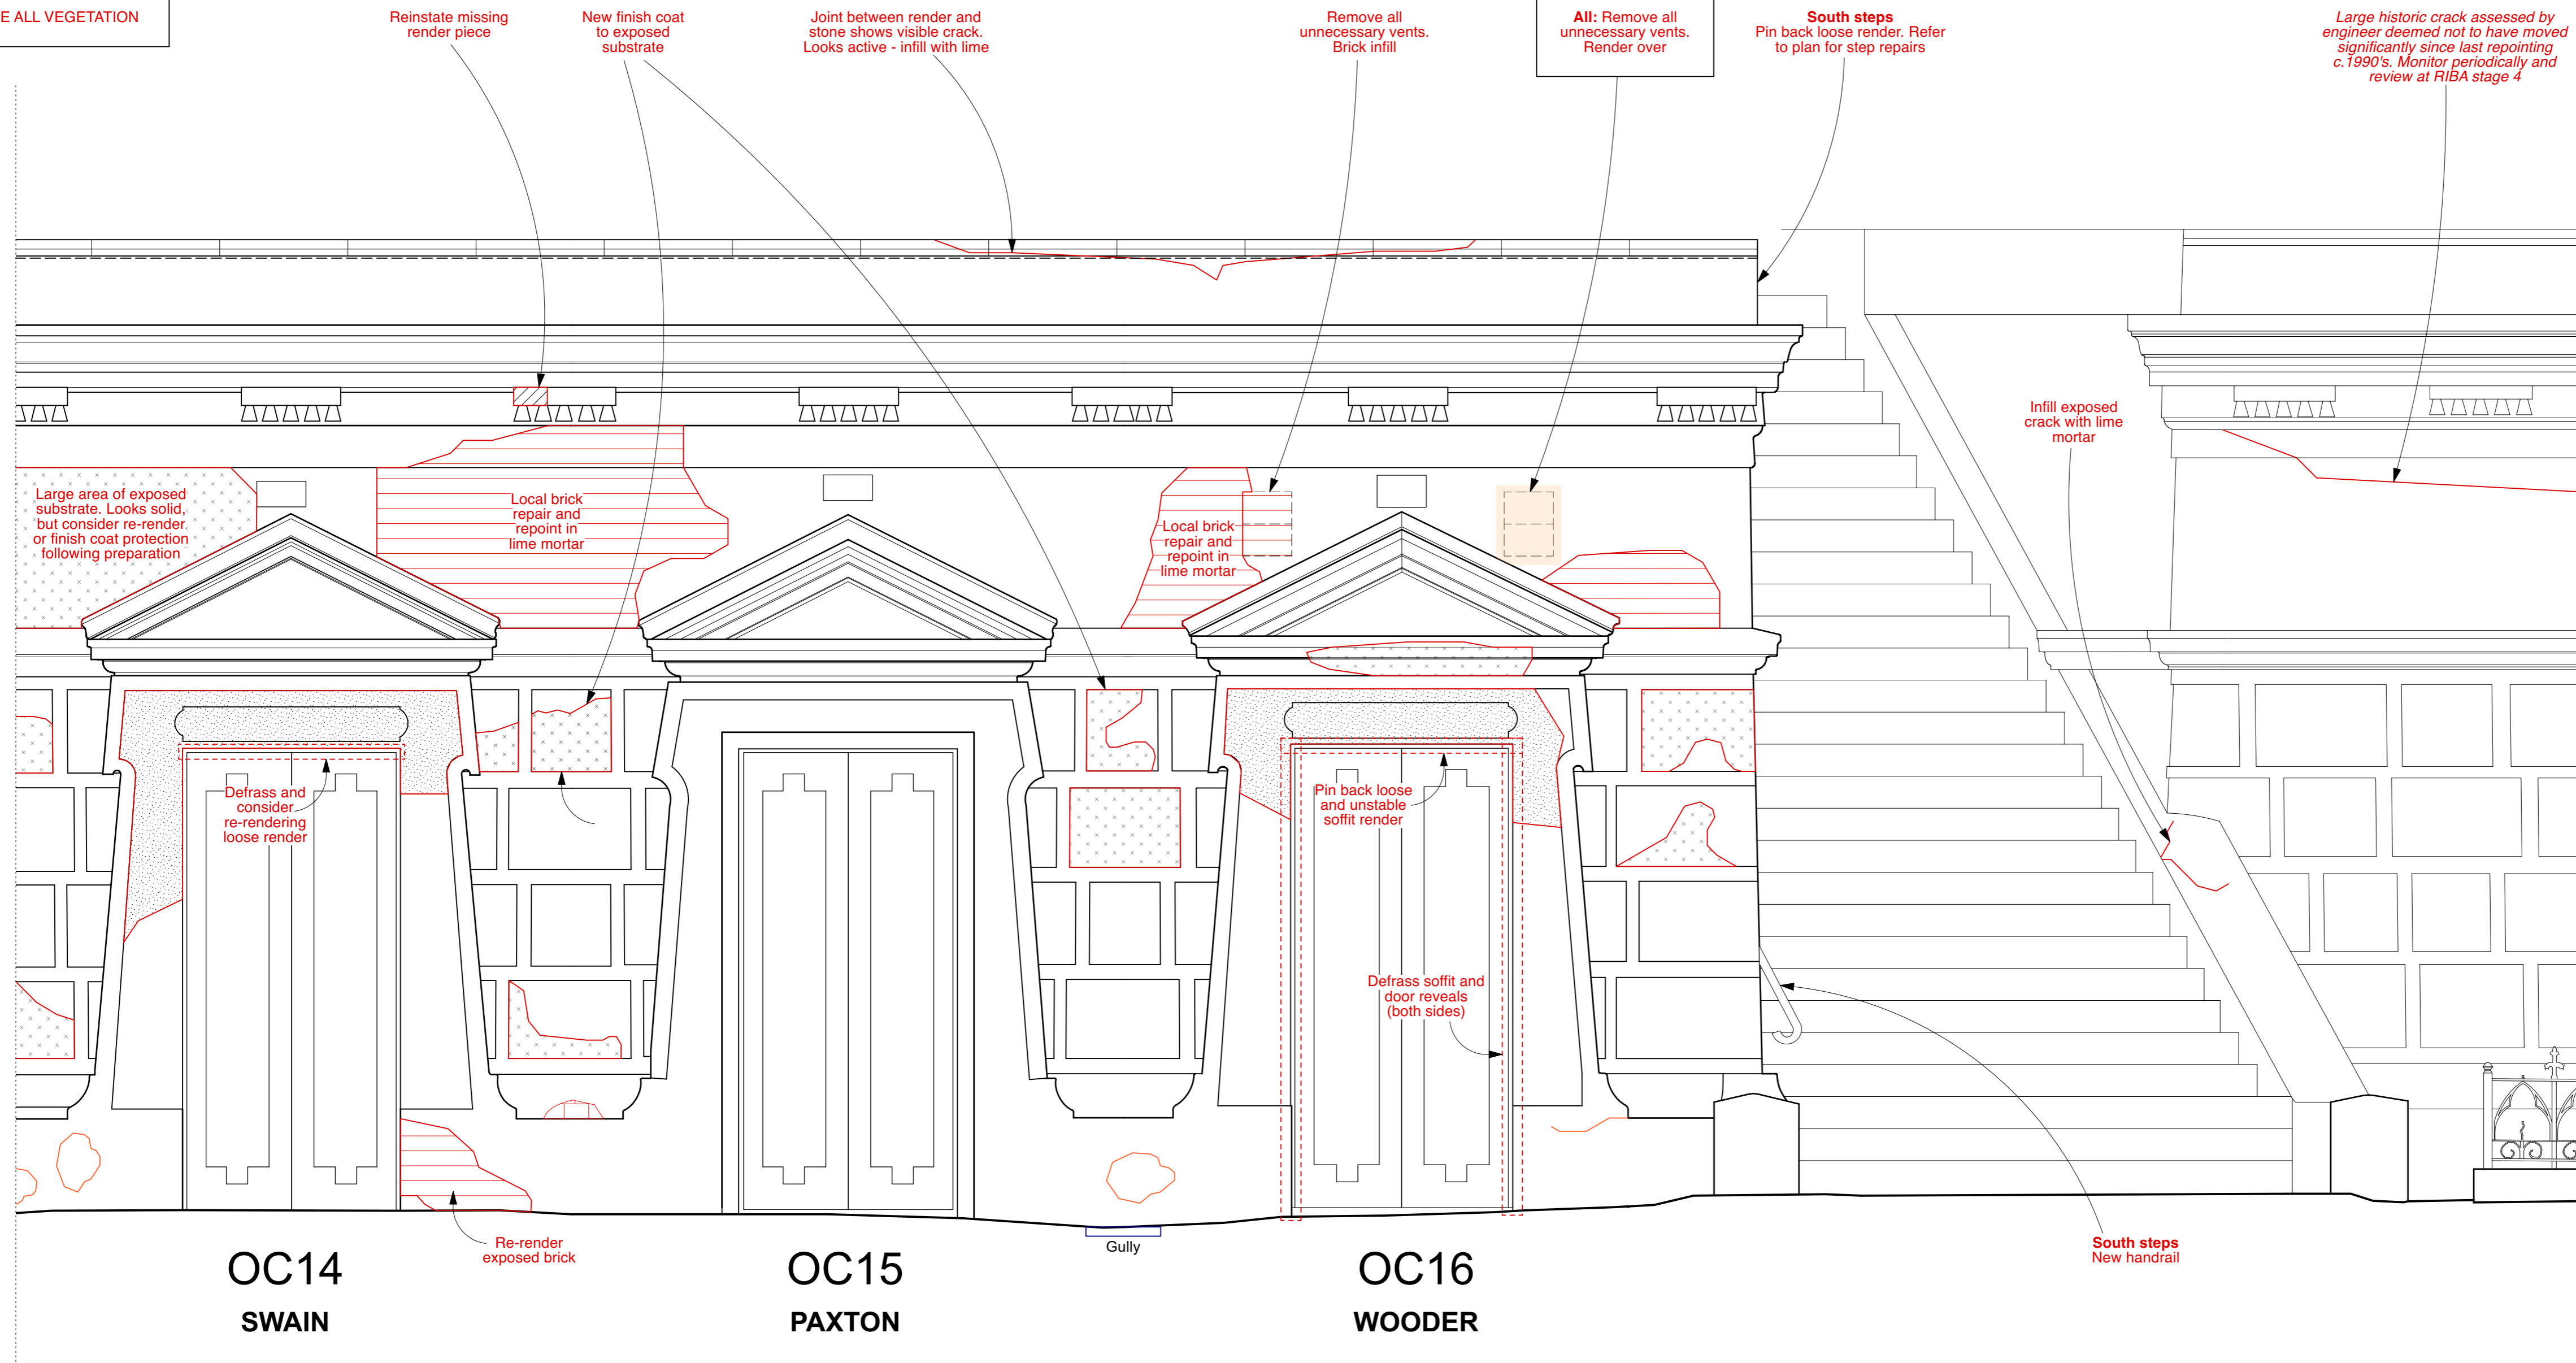 E ALL VEGETATION
Reinstate missing
render piece
New finish coat
to exposed
substrate
Joint between render and
stone shows visible crack.
Looks active - infill with lime
Remove all
unnecessary vents.
Brick infill
All: Remove all
unnecessary vents.
Render over
South steps
Pin back loose render. Refer
to plan for step repairs
Large historic crack assessed by
engineer deemed not to have moved
significantly since last repointing
c.1990's. Monitor periodically and
review at RIBA stage 4
Infill exposed
crack with lime
mortar
Large area of exposed
substrate. Looks solid,
but consider re-render
or finish coat protection
following preparation
Local brick
repair and
repoint in
lime mortar
Local brick
repair and
repoint in
lime mortar
Defrass and
consider
re-rendering
loose render
Pin back loose
and unstable
soffit render
Defrass soffit and
door reveals
(both sides)
Re-render
exposed brick
Gully
South steps
New handrail
OC14
SWAIN
OC15
PAXTON
OC16
WOODER